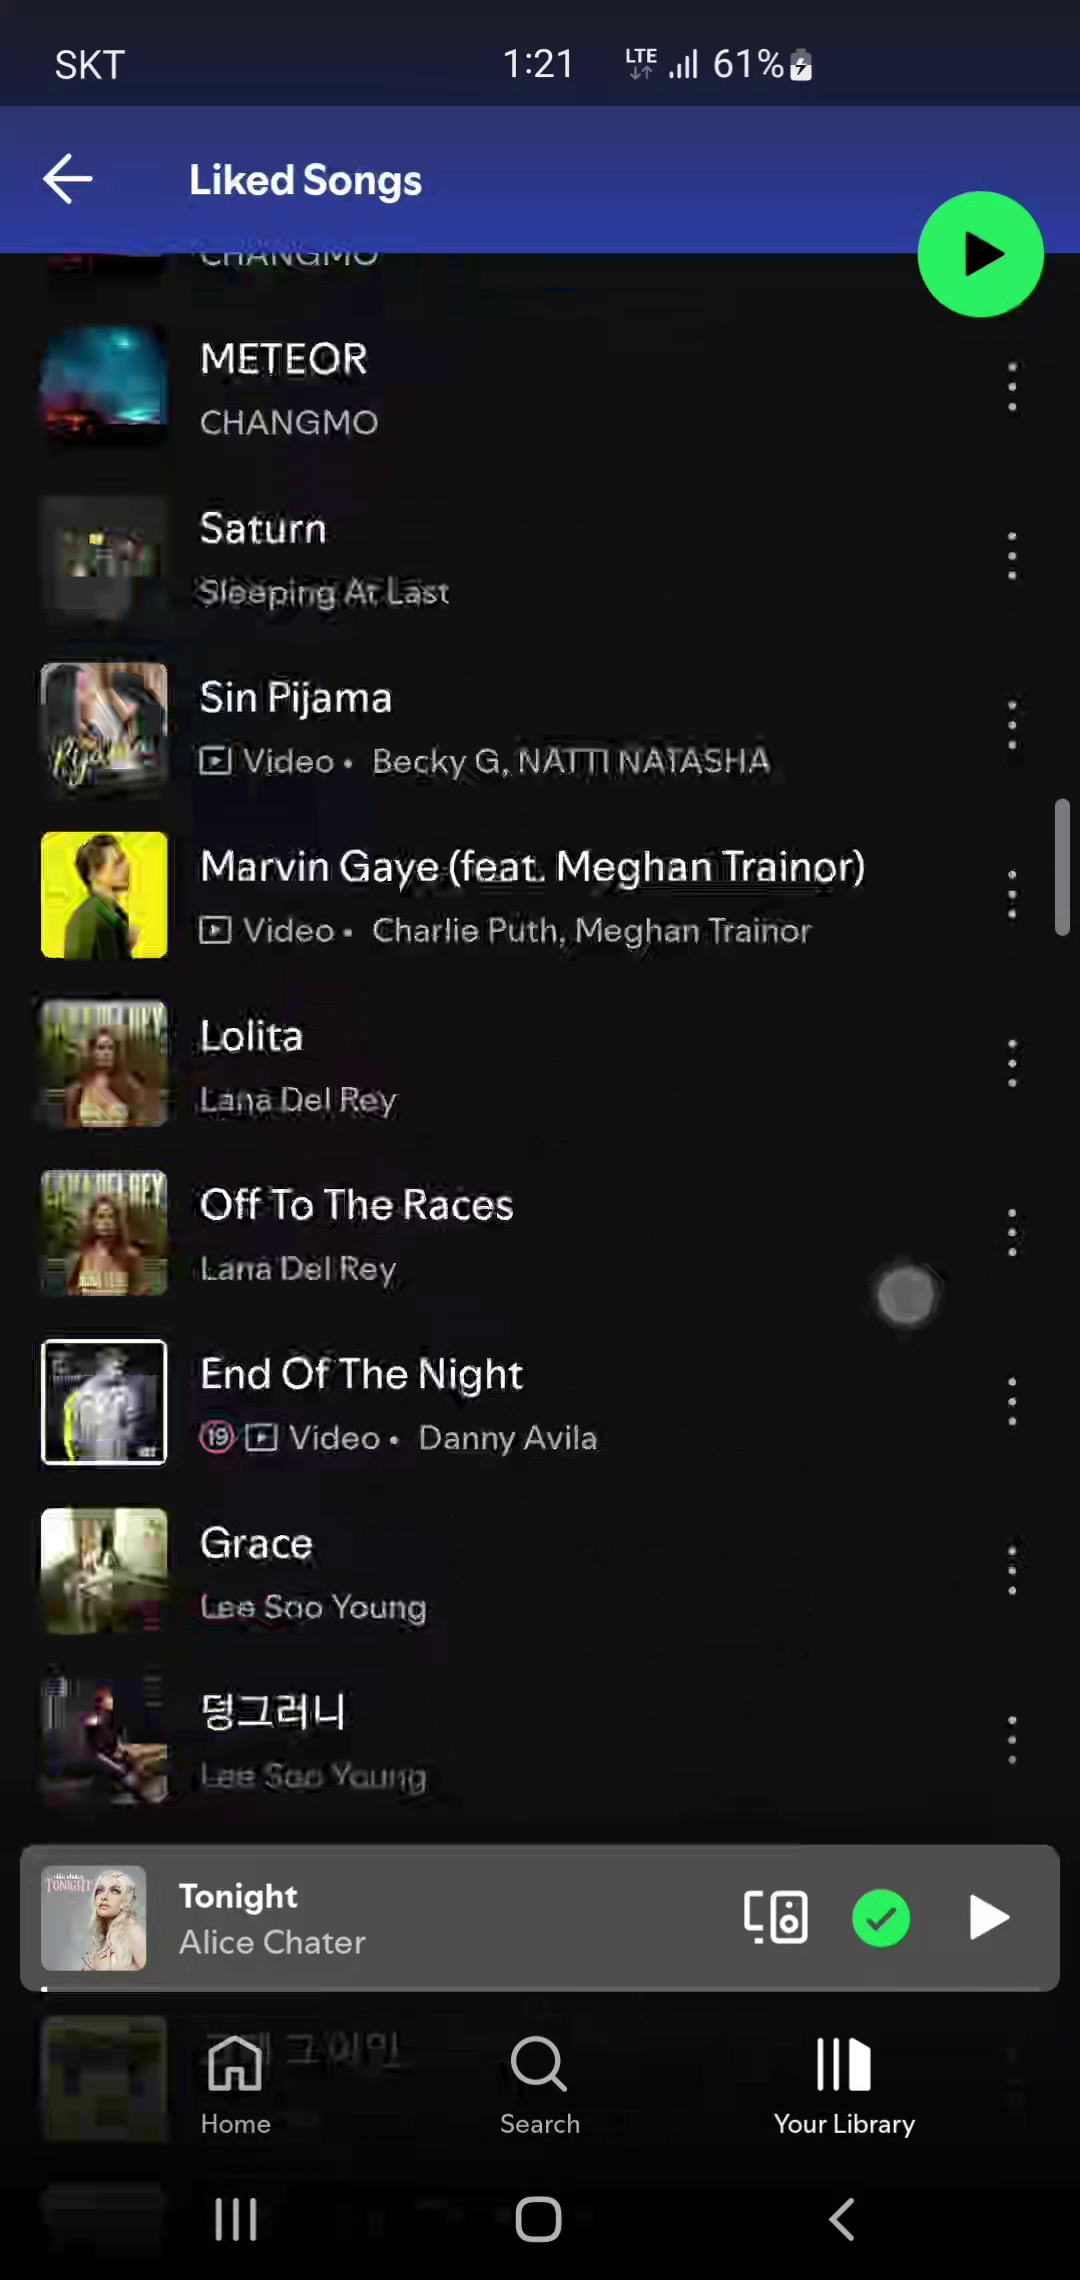 SKT 1:21 LTE 61%
Liked Songs
CHANGMO
METEOR
CHANGMO
Saturn
Sleeping At Last
Sin Pijama
Video • Becky G, NATTI NATASHA
Marvin Gaye (feat. Meghan Trainor)
Video • Charlie Puth, Meghan Trainor
Lolita
Lana Del Rey
Off To The Races
Lana Del Rey
End Of The Night
19 Video • Danny Avila
Grace
Lee Soo Young
덩그러니
Lee Soo Young
TONIGHT
Tonight
Alice Chater
Home
Search
Your Library